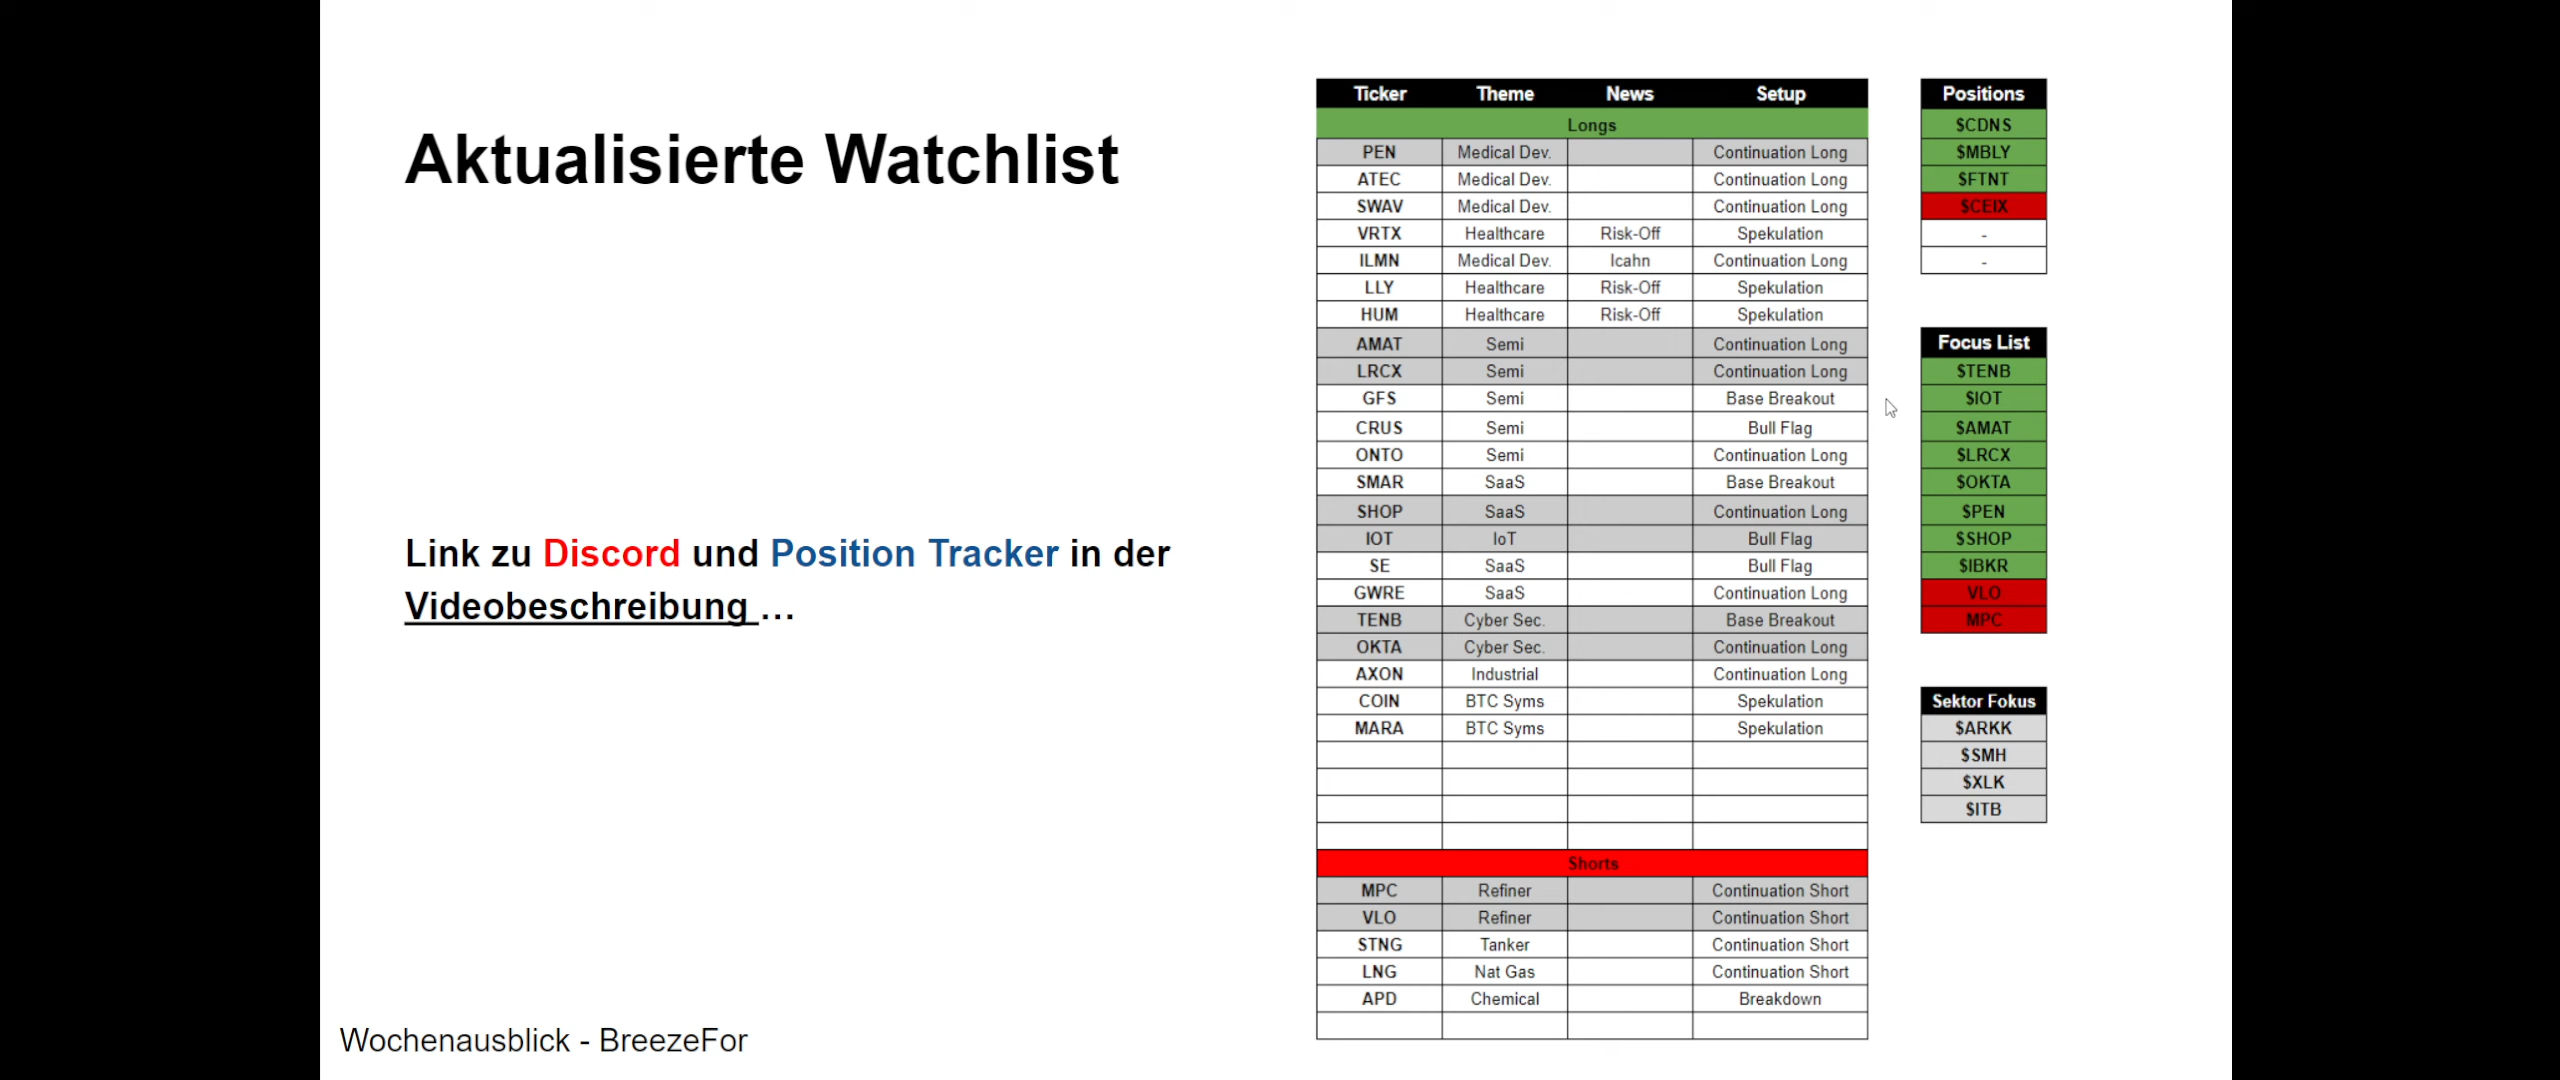 Aktualisierte Watchlist
Link zu Discord und Position Tracker in der
Videobeschreibung ...
Wochenausblick - BreezeFor
Ticker Theme News Setup
Longs
PEN Medical Dev. Continuation Long
ATEC Medical Dev. Continuation Long
SWAV Medical Dev. Continuation Long
VRTX Healthcare Risk-Off Spekulation
ILMN Medical Dev. Icahn Continuation Long
LLY Healthcare Risk-Off Spekulation
HUM Healthcare Risk-Off Spekulation
AMAT Semi Continuation Long
LRCX Semi Continuation Long
GFS Semi Base Breakout
CRUS Semi Bull Flag
ONTO Semi Continuation Long
SMAR SaaS Base Breakout
SHOP SaaS Continuation Long
IOT IoT Bull Flag
SE SaaS Bull Flag
GWRE SaaS Continuation Long
TENB Cyber Sec. Base Breakout
OKTA Cyber Sec. Continuation Long
AXON Industrial Continuation Long
COIN BTC Syms Spekulation
MARA BTC Syms Spekulation
Shorts
MPC Refiner Continuation Short
VLO Refiner Continuation Short
STNG Tanker Continuation Short
LNG Nat Gas Continuation Short
APD Chemical Breakdown
Positions
$CDNS
$MBLY
$FTNT
$CEIX
-
-
Focus List
$TENB
$IOT
$AMAT
$LRCX
$OKTA
$PEN
$SHOP
$IBKR
VLO
MPC
Sektor Fokus
$ARKK
$SMH
$XLK
$ITB